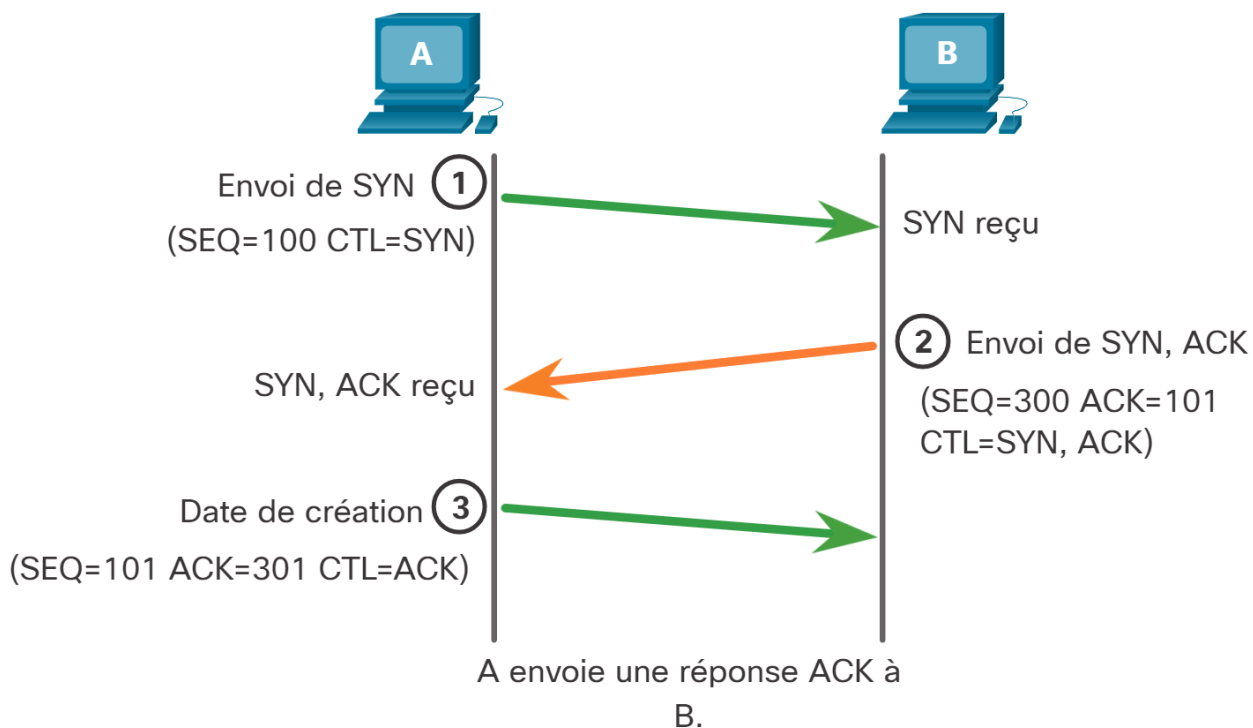 A
B
Envoi de SYN 1
(SEQ=100 CTL=SYN)
SYN reçu
2 Envoi de SYN, ACK
(SEQ=300 ACK=101
CTL=SYN, ACK)
SYN, ACK reçu
Date de création 3
(SEQ=101 ACK=301 CTL=ACK)
A envoie une réponse ACK à
B.